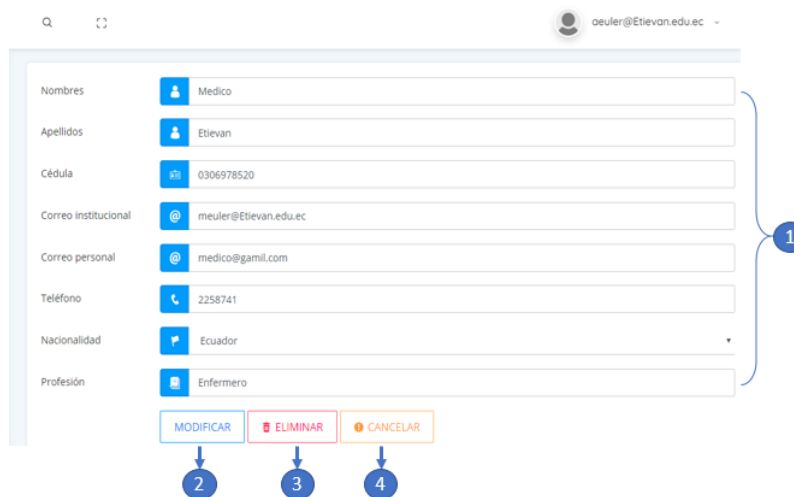 aeuler@Etievan.edu.ec
Nombres Medico
Apellidos Etievan
Cédula 0306978520
Correo institucional @ meuler@Etievan.edu.ec
Correo personal @ medico@gamil.com
Teléfono 2258741
Nacionalidad Ecuador
Profesión Enfermero
1
MODIFICAR ELIMINAR CANCELAR
2 3 4